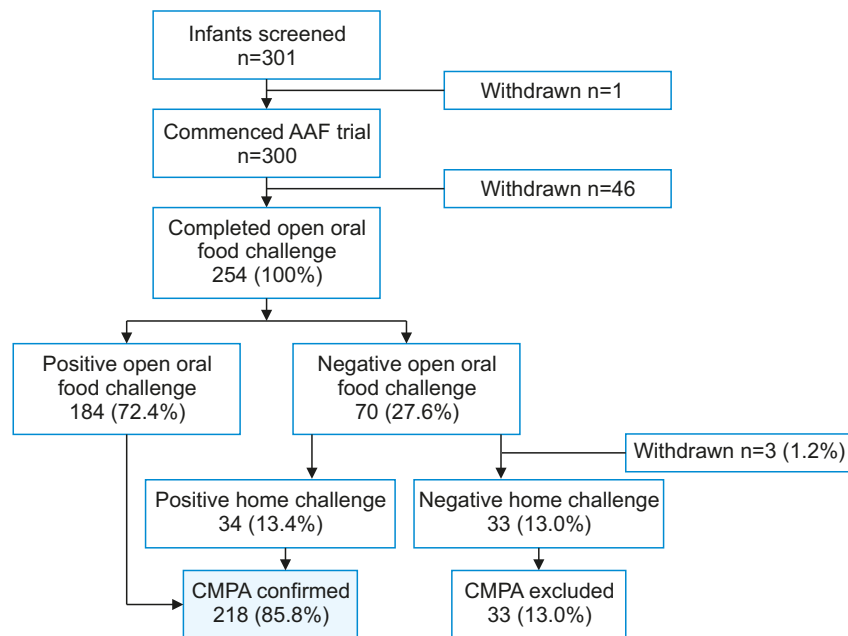 Infants screened
n=301
Withdrawn n=1
Commenced AAF trial
n=300
Withdrawn n=46
Completed open oral
food challenge
254 (100%)
Positive open oral
food challenge
184 (72.4%)
Negative open oral
food challenge
70 (27.6%)
Withdrawn n=3 (1.2%)
Positive home challenge
34 (13.4%)
Negative home challenge
33 (13.0%)
CMPA confirmed
218 (85.8%)
CMPA excluded
33 (13.0%)